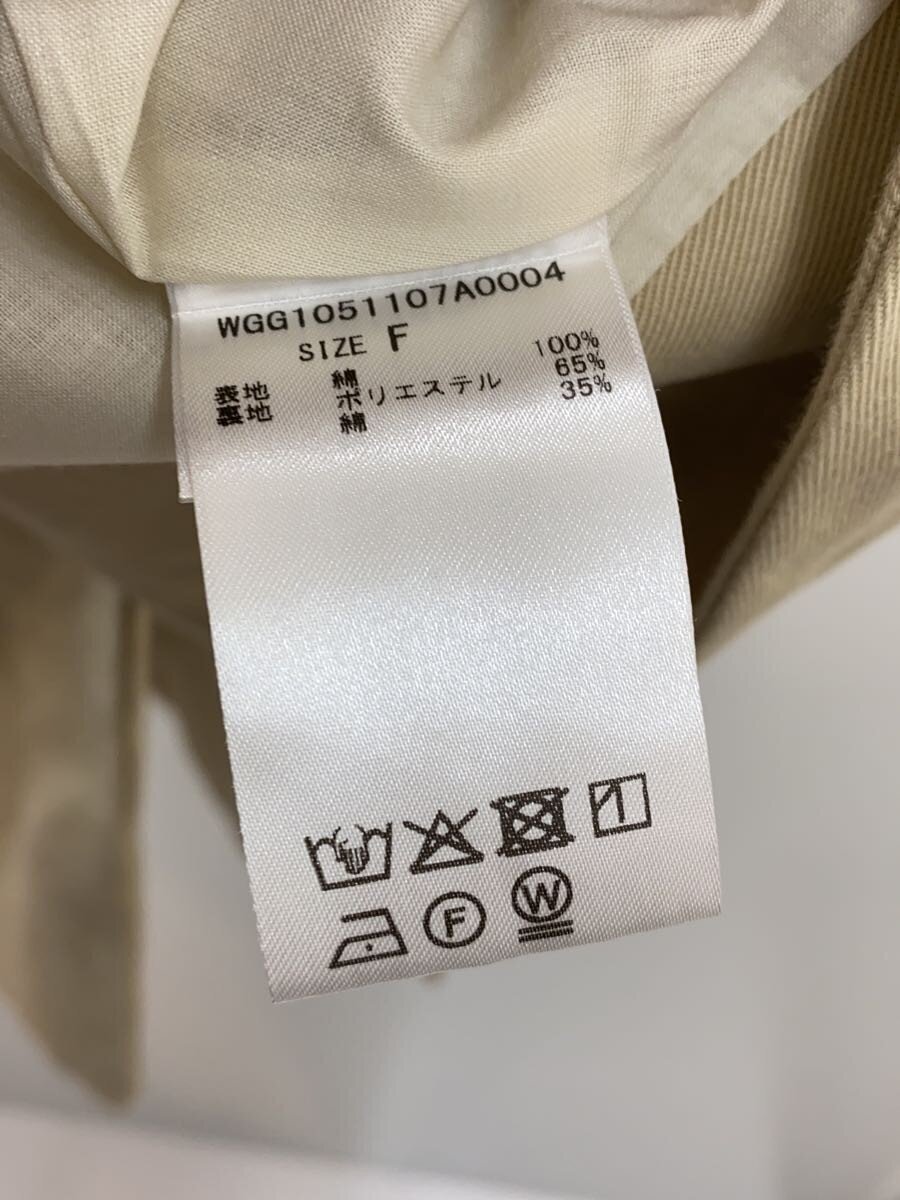 WGG1051107A0004
SIZE F
表地 綿 100%
裏地 ポリエステル 65%
綿 35%
F W